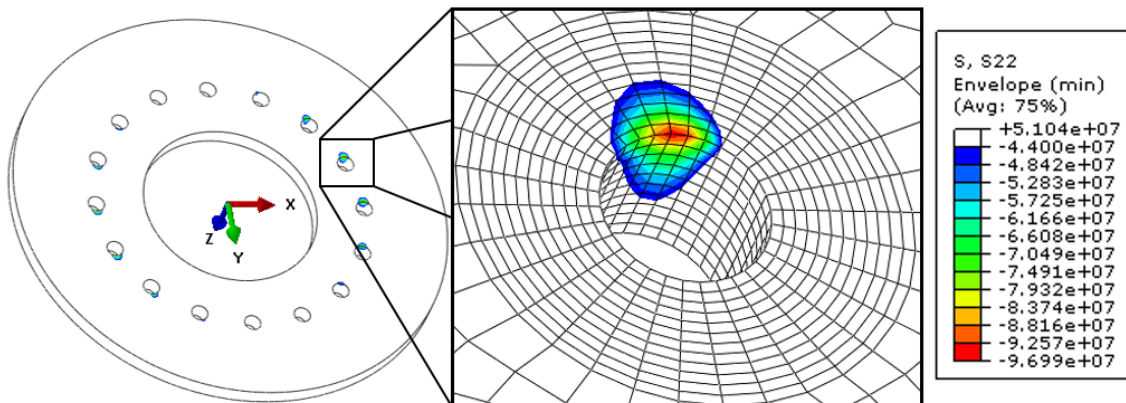 X
Z
Y
S, S22
Envelope (min)
(Avg: 75%)
+5.104e+07
-4.400e+07
-4.842e+07
-5.283e+07
-5.725e+07
-6.166e+07
-6.608e+07
-7.049e+07
-7.491e+07
-7.932e+07
-8.374e+07
-8.816e+07
-9.257e+07
-9.699e+07